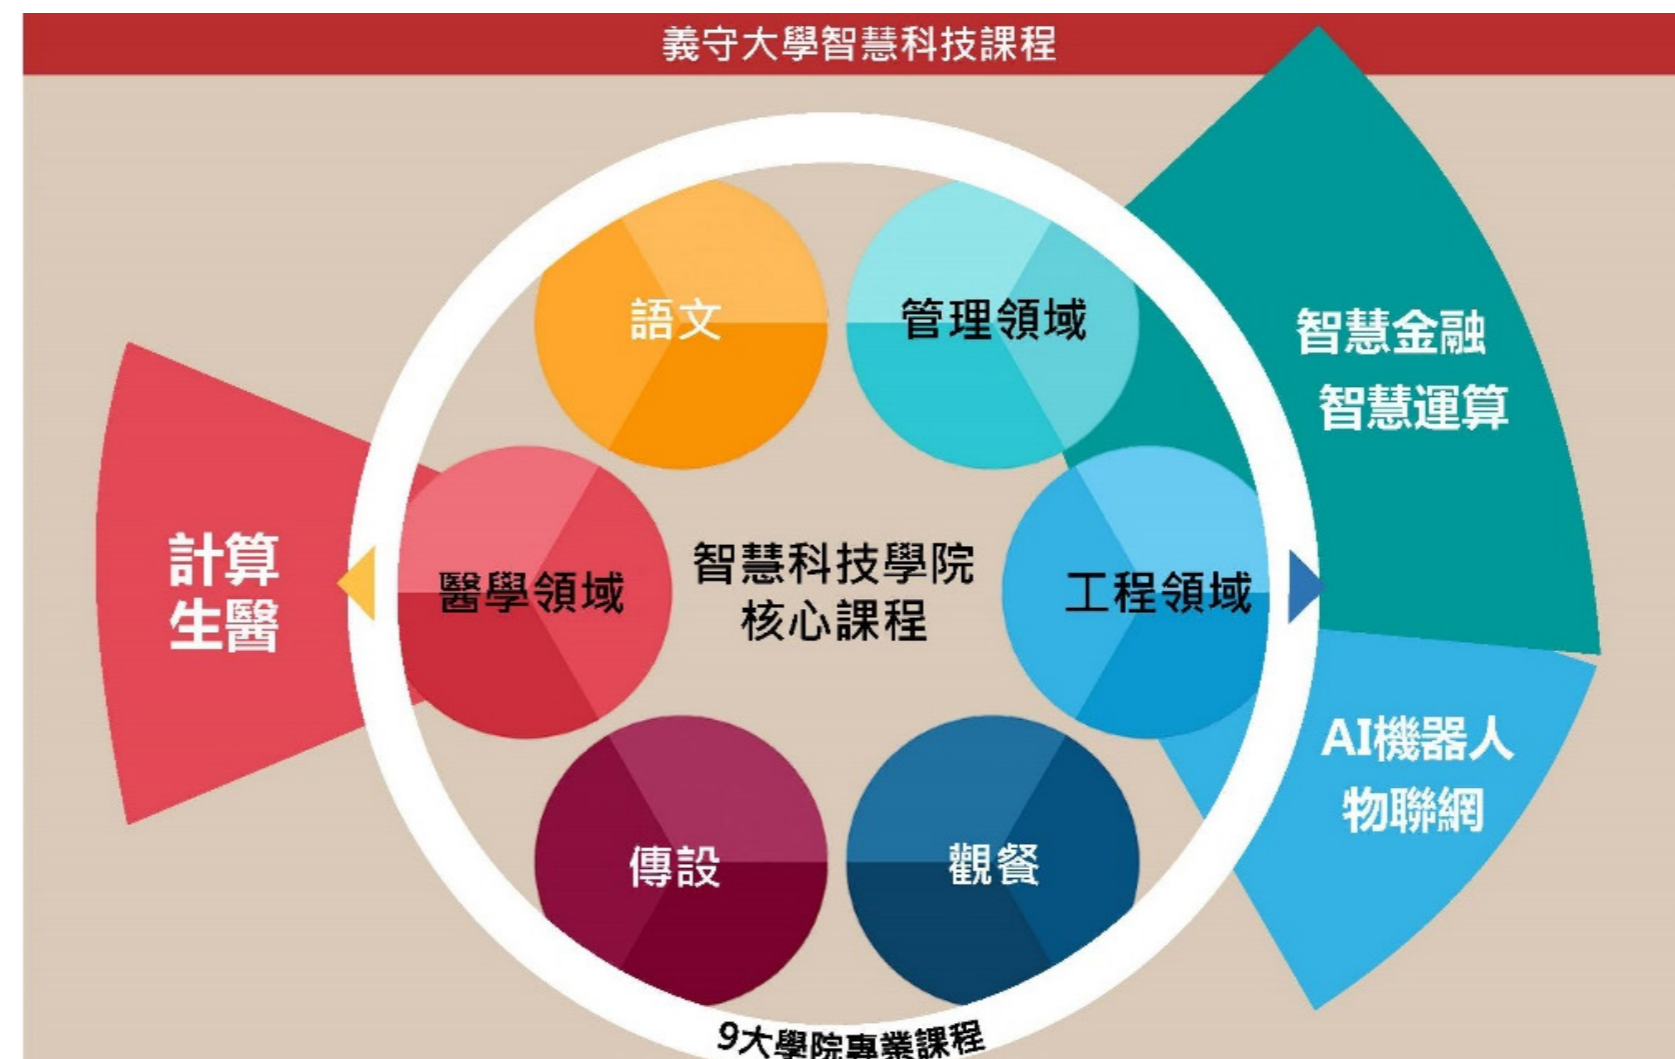 義守大學智慧科技課程
語文
管理領域
智慧金融
智慧運算
計算
生醫
醫學領域
智慧科技學院
核心課程
工程領域
AI機器人
物聯網
傳設
觀餐
9大學院專業課程